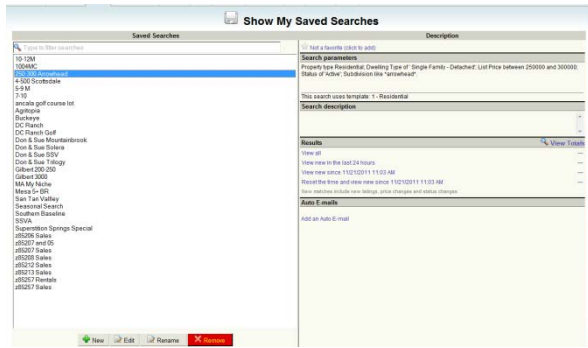 Show My Saved Searches
Saved Searches
Type to filter searches
10-12M
1004MC
250-300 Arrowhead
4-500 Scottsdale
5-9 M
7-10
ancala golf course list
Agritopia
Buckeye
DC Ranch
DC Ranch Golf
Don & Sue Mountainbrook
Don & Sue Solera
Don & Sue SSV
Don & Sue Trilogy
Gilbert 200-250
Gilbert 3000
MA My Niche
Mesa 5+ BR
San Tan Vallley
Seasonal Search
Southern Baseline
SSVA
Superstition Springs Special
z85206 Sales
z85207 and 05
z85207 Sales
z85208 Sales
z85212 Sales
z85213 Sales
z85257 Rentals
z85257 Sales
New Edit Rename Remove
Description
Not a favorite (click to add)
Search parameters
Property type Residential; Dwelling Type of 'Single Family - Detached'; List Price between 250000 and 300000;
Status of 'Active'; Subdivision like "arrowhead".
This search uses template: 1 - Residential
Search description
Results View Totals
View all ---
View new in the last 24 hours ---
View new since 11/21/2011 11:03 AM ---
Reset the time and view new since 11/21/2011 11:03 AM ---
New matches include new listings, price changes and status changes
Auto E-mails
Add an Auto E-mail